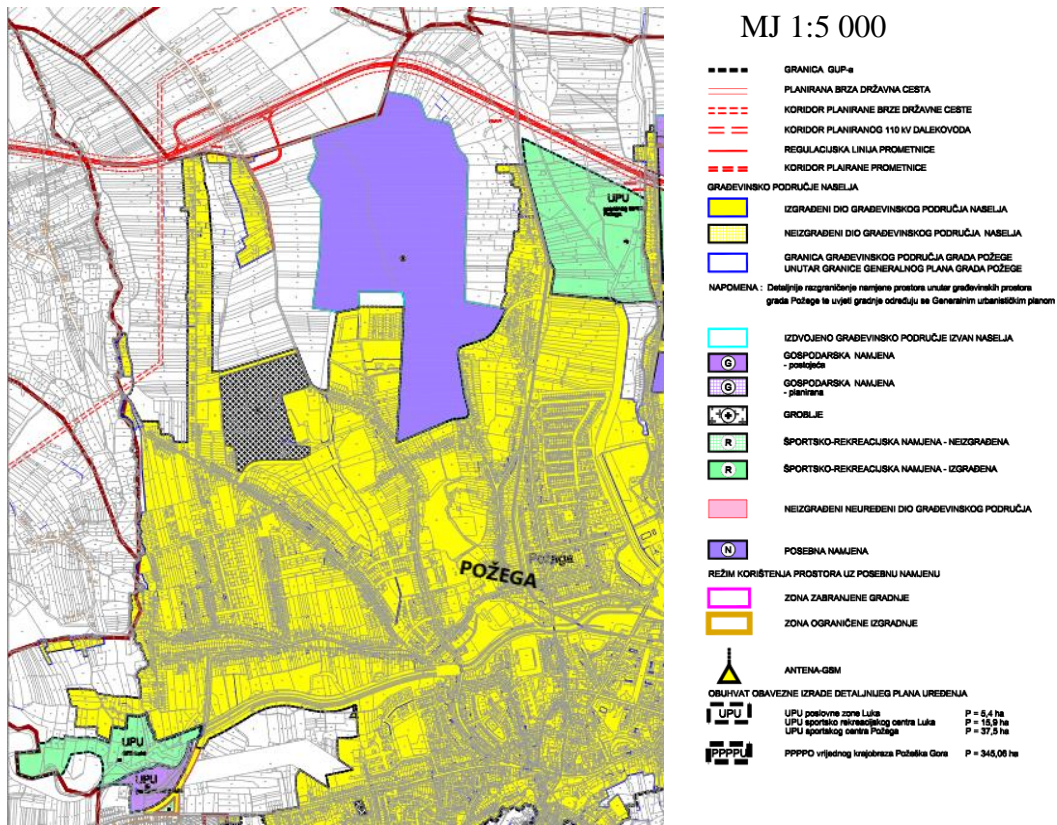 MJ 1:5 000
GRANICA GUP-a
PLANIRANA BRZA DRŽAVNA CESTA
KORIDOR PLANIRANE BRZE DRŽAVNE CESTE
KORIDOR PLANIRANOG 110 kV DALEKOVODA
REGULACIJSKA LINIJA PROMETNICE
KORIDOR PLAIRANE PROMETNICE
GRAĐEVINSKO PODRUČJE NASELJA
IZGRAĐENI DIO GRAĐEVINSKOG PODRUČJA NASELJA
NEIZGRAĐENI DIO GRAĐEVINSKOG PODRUČJA NASELJA
GRANICA GRAĐEVINSKOG PODRUČJA GRADA POŽEGE
UNUTAR GRANICE GENERALNOG PLANA GRADA POŽEGE
NAPOMENA : Detaljnije razgraničenje namjene prostora unutar građevinskih prostora
grada Požege te uvjeti gradnje određuju se Generalnim urbanističkim planom
IZDVOJENO GRAĐEVINSKO PODRUČJE IZVAN NASELJA
G GOSPODARSKA NAMJENA
- postojeća
G GOSPODARSKA NAMJENA
- planirana
GROBLJE
R ŠPORTSKO-REKREACIJSKA NAMJENA - NEIZGRAĐENA
R ŠPORTSKO-REKREACIJSKA NAMJENA - IZGRAĐENA
NEIZGRAĐENI NEUREĐENI DIO GRAĐEVINSKOG PODRUČJA
N POSEBNA NAMJENA
REŽIM KORIŠTENJA PROSTORA UZ POSEBNU NAMJENU
ZONA ZABRANJENE GRADNJE
ZONA OGRANIČENE IZGRADNJE
ANTENA-GSM
OBUHVAT OBAVEZNE IZRADE DETALJNIJEG PLANA UREĐENJA
UPU UPU poslovne zone Luka P = 5,4 ha
UPU sportsko rekreacijskog centra Luka P = 15,9 ha
UPU sportskog centra Požega P = 37,5 ha
PPPPU PPPPO vrijednog krajobraza Požeška Gora P = 345,06 ha
UPU
Požega
Požega
POŽEGA
UPU
UPU